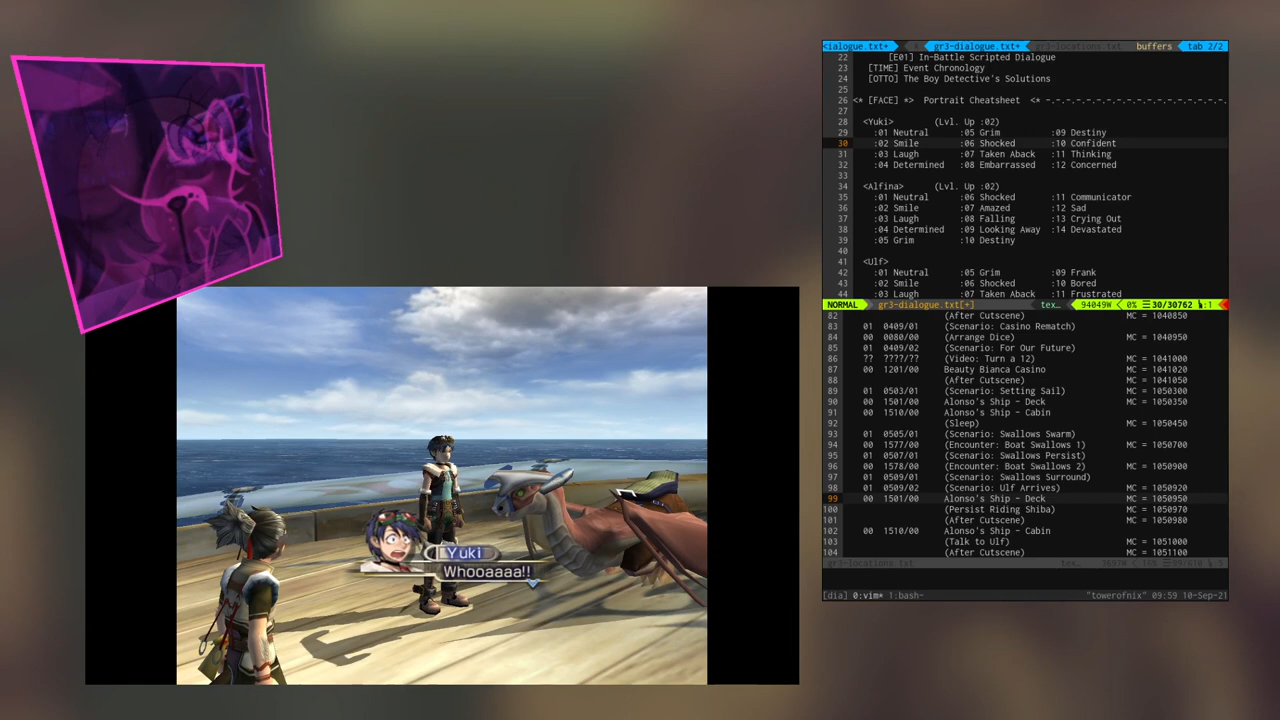 <ialogue.txt+ gr3-dialogue.txt+ gr3-locations.txt buffers tab 2/2
22 [E01] In-Battle Scripted Dialogue
23 [TIME] Event Chronology
24 [OTTO] The Boy Detective's Solutions
25
26 <* [FACE] *> Portrait Cheatsheet <* -.-.-.-.-.-.-.-.-.-.-.-.-.-.-.-.-.-.
27
28 <Yuki> (Lvl. Up :02)
29 :01 Neutral :05 Grim :09 Destiny
30 :02 Smile :06 Shocked :10 Confident
31 :03 Laugh :07 Taken Aback :11 Thinking
32 :04 Determined :08 Embarrassed :12 Concerned
33
34 <Alfina> (Lvl. Up :02)
35 :01 Neutral :06 Shocked :11 Communicator
36 :02 Smile :07 Amazed :12 Sad
37 :03 Laugh :08 Falling :13 Crying Out
38 :04 Determined :09 Looking Away :14 Devastated
39 :05 Grim :10 Destiny
40
41 <Ulf>
42 :01 Neutral :05 Grim :09 Frank
43 :02 Smile :06 Shocked :10 Bored
44 :03 Laugh :07 Taken Aback :11 Frustrated
NORMAL gr3-dialogue.txt[+] tex… 94049W < 0% ☰30/30762 :1
82 (After Cutscene) MC = 1040850
83 01 0409/01 (Scenario: Casino Rematch)
84 00 0080/00 (Arrange Dice) MC = 1040950
85 01 0409/02 (Scenario: For Our Future)
86 ?? ????/?? (Video: Turn a 12) MC = 1041000
87 00 1201/00 Beauty Bianca Casino MC = 1041020
88 (After Cutscene) MC = 1041050
89 01 0503/01 (Scenario: Setting Sail) MC = 1050300
90 00 1501/00 Alonso's Ship - Deck MC = 1050350
91 00 1510/00 Alonso's Ship - Cabin
92 (Sleep) MC = 1050450
93 01 0505/01 (Scenario: Swallows Swarm)
94 00 1577/00 (Encounter: Boat Swallows 1) MC = 1050700
95 01 0507/01 (Scenario: Swallows Persist)
96 00 1578/00 (Encounter: Boat Swallows 2) MC = 1050900
97 01 0509/01 (Scenario: Swallows Surround)
98 01 0509/02 (Scenario: Ulf Arrives) MC = 1050920
99 00 1501/00 Alonso's Ship - Deck MC = 1050950
100 (Persist Riding Shiba) MC = 1050970
101 (After Cutscene) MC = 1050980
102 00 1510/00 Alonso's Ship - Cabin
103 (Talk to Ulf) MC = 1051000
104 (After Cutscene) MC = 1051100
gr3-locations.txt tex…
[dia] 0:vim* 1:bash- "towerofnix" 09:59 10-Sep-21
Yuki
Whooaaaa!!